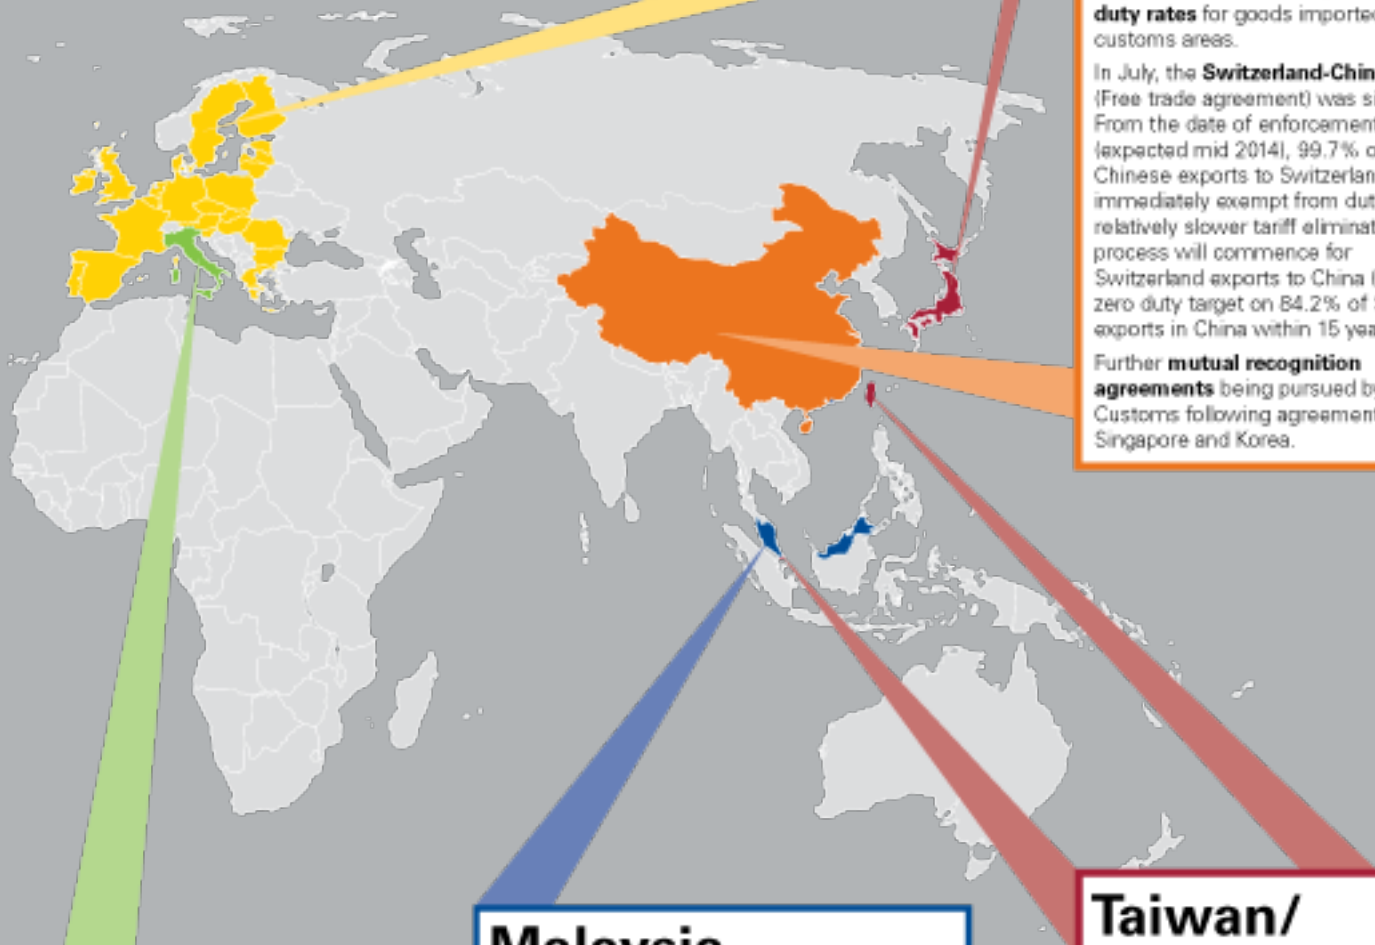 duty rates for goods imported
customs areas.
In July, the Switzerland-Chin
(Free trade agreement) was si
From the date of enforcement
(expected mid 2014), 99.7% o
Chinese exports to Switzerlan
immediately exempt from dut
relatively slower tariff eliminat
process will commence for
Switzerland exports to China (
zero duty target on 84.2% of
exports in China within 15 yea
Further mutual recognition
agreements being pursued by
Customs following agreement
Singapore and Korea.
Malaysia
Taiwan/